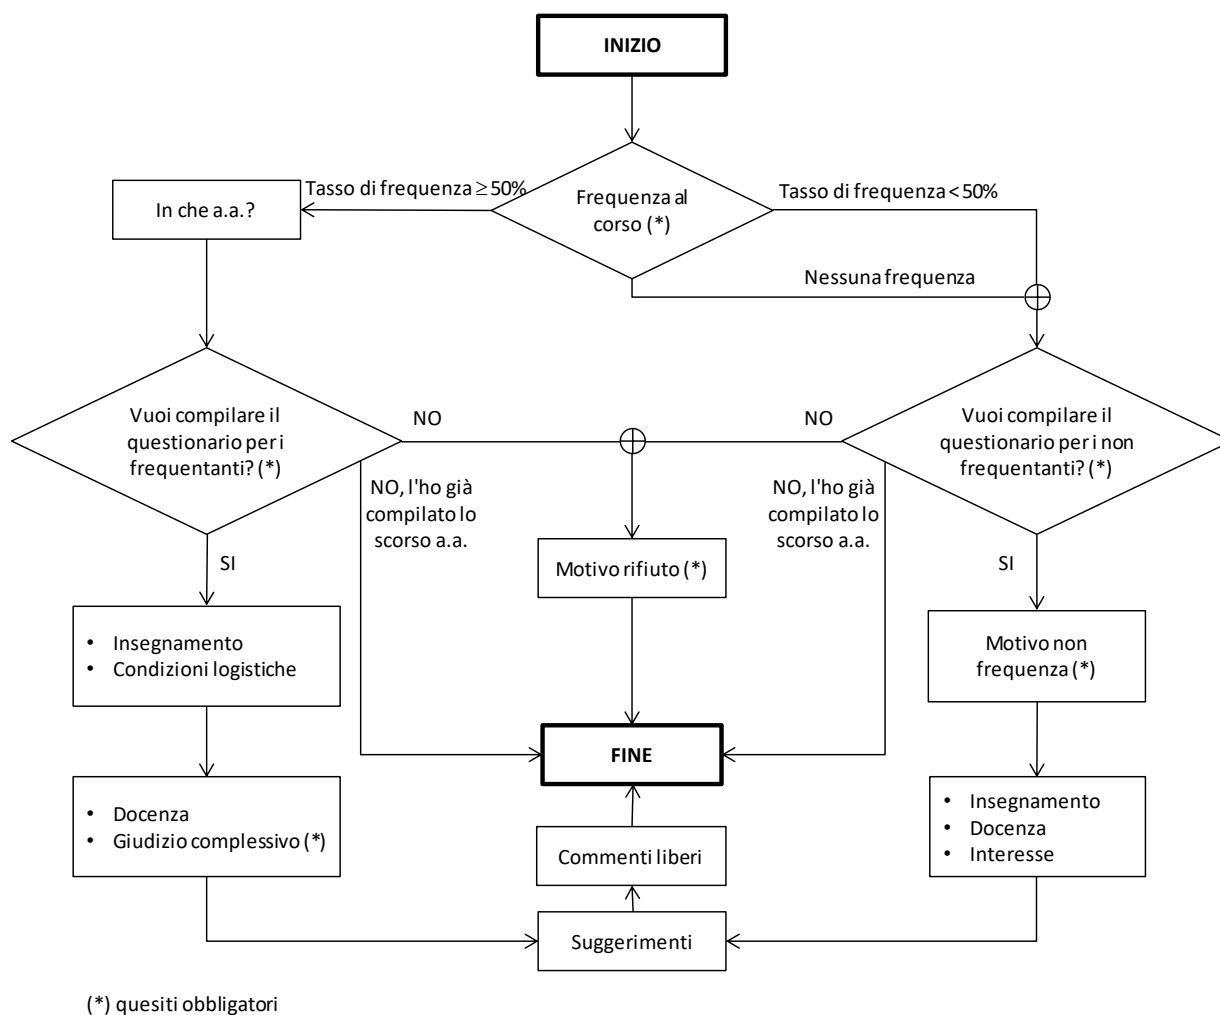 INIZIO
Tasso di frequenza ≥ 50%
Frequenza al
corso (*)
Tasso di frequenza < 50%
In che a.a.?
Nessuna frequenza
Vuoi compilare il
questionario per i
frequentanti? (*)
NO
NO
Vuoi compilare il
questionario per i non
frequentanti? (*)
NO, l'ho già
compilato lo
scorso a.a.
NO, l'ho già
compilato lo
scorso a.a.
SI
Motivo rifiuto (*)
SI
• Insegnamento
• Condizioni logistiche
Motivo non
frequenza (*)
FINE
• Docenza
• Giudizio complessivo (*)
• Insegnamento
• Docenza
• Interesse
Commenti liberi
Suggerimenti
(*) quesiti obbligatori